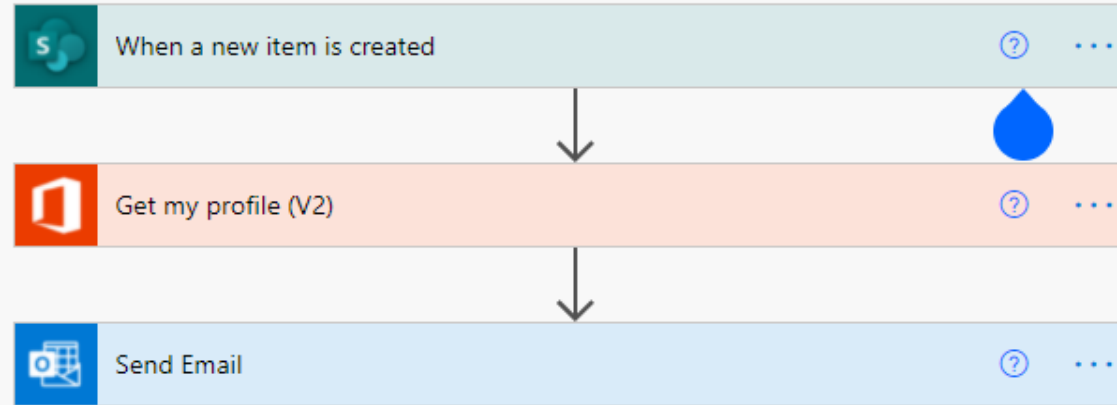 S
When a new item is created
?
...
Get my profile (V2)
?
...
Send Email
?
...